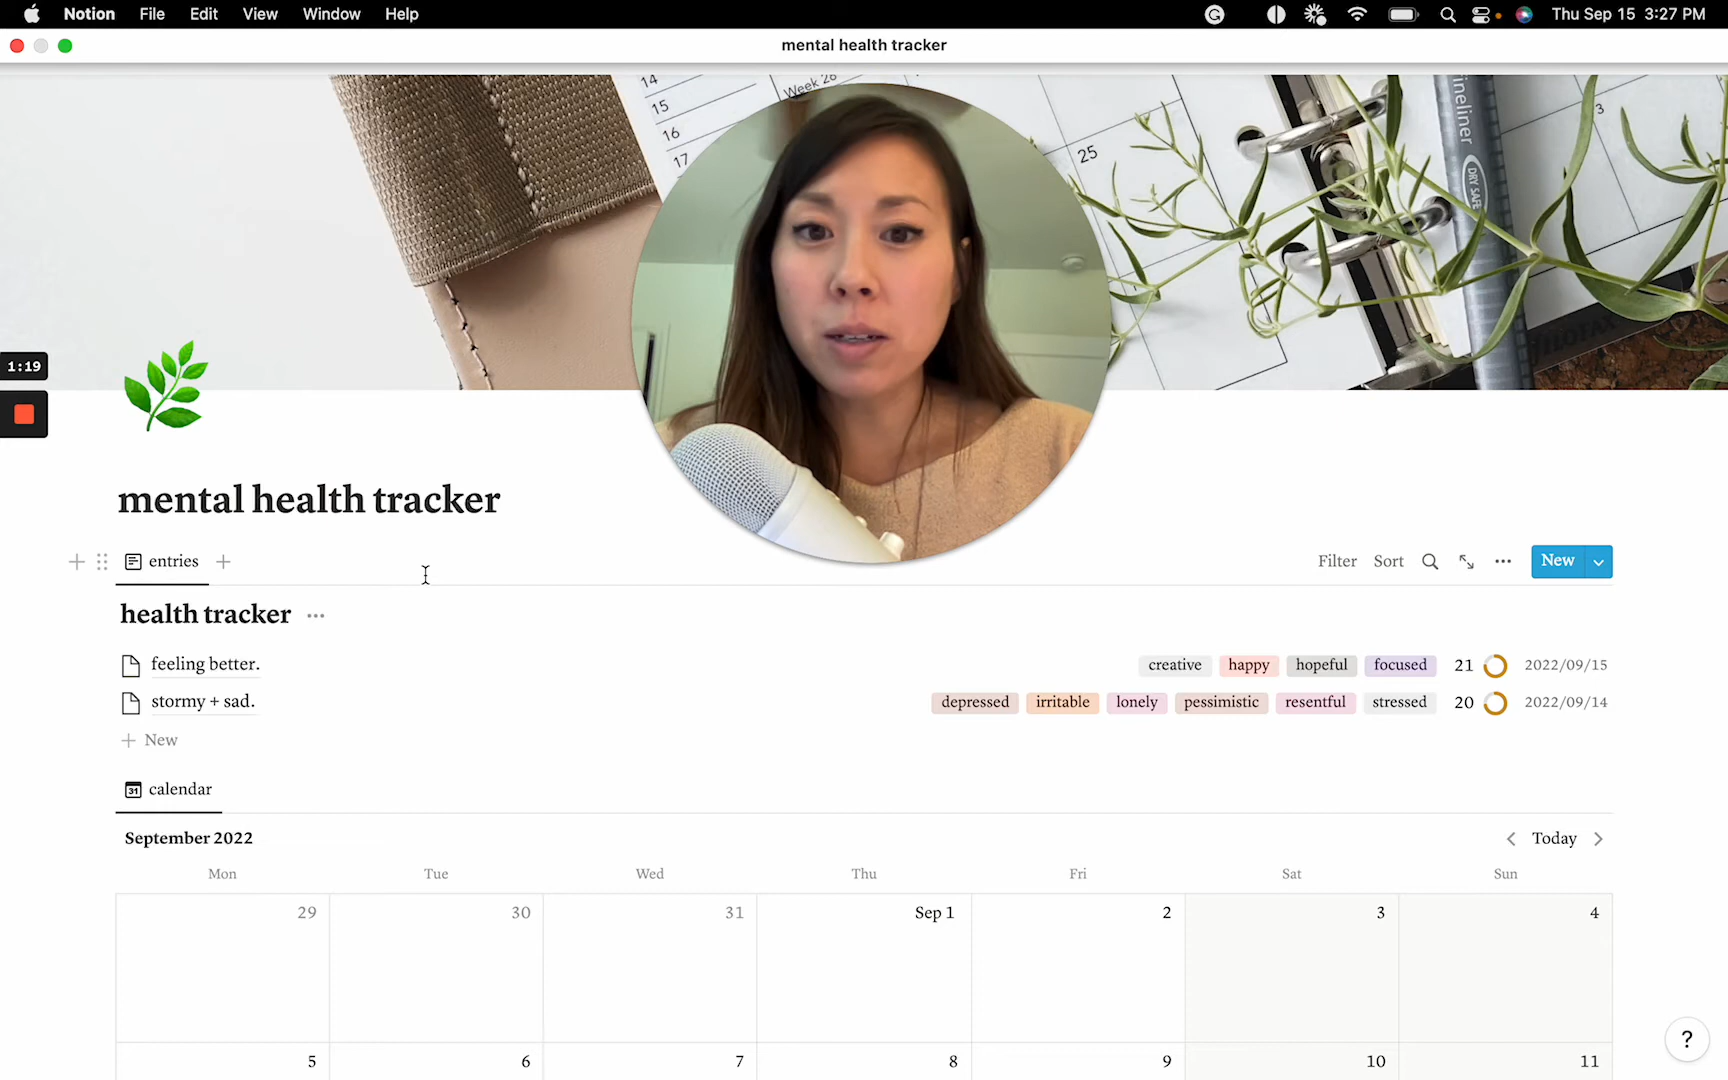 Notion File Edit View Window Help Thu Sep 15 3:27 PM
mental health tracker
14
15
16
17
Week 26
25
3
ineliner
DRY SAFE
1:19
mental health tracker
entries Filter Sort New
health tracker
feeling better. creative happy hopeful focused 21 2022/09/15
stormy + sad. depressed irritable lonely pessimistic resentful stressed 20 2022/09/14
New
31 calendar
September 2022 Today
Mon Tue Wed Thu Fri Sat Sun
29 30 31 Sep 1 2 3 4
5 6 7 8 9 10 11
?